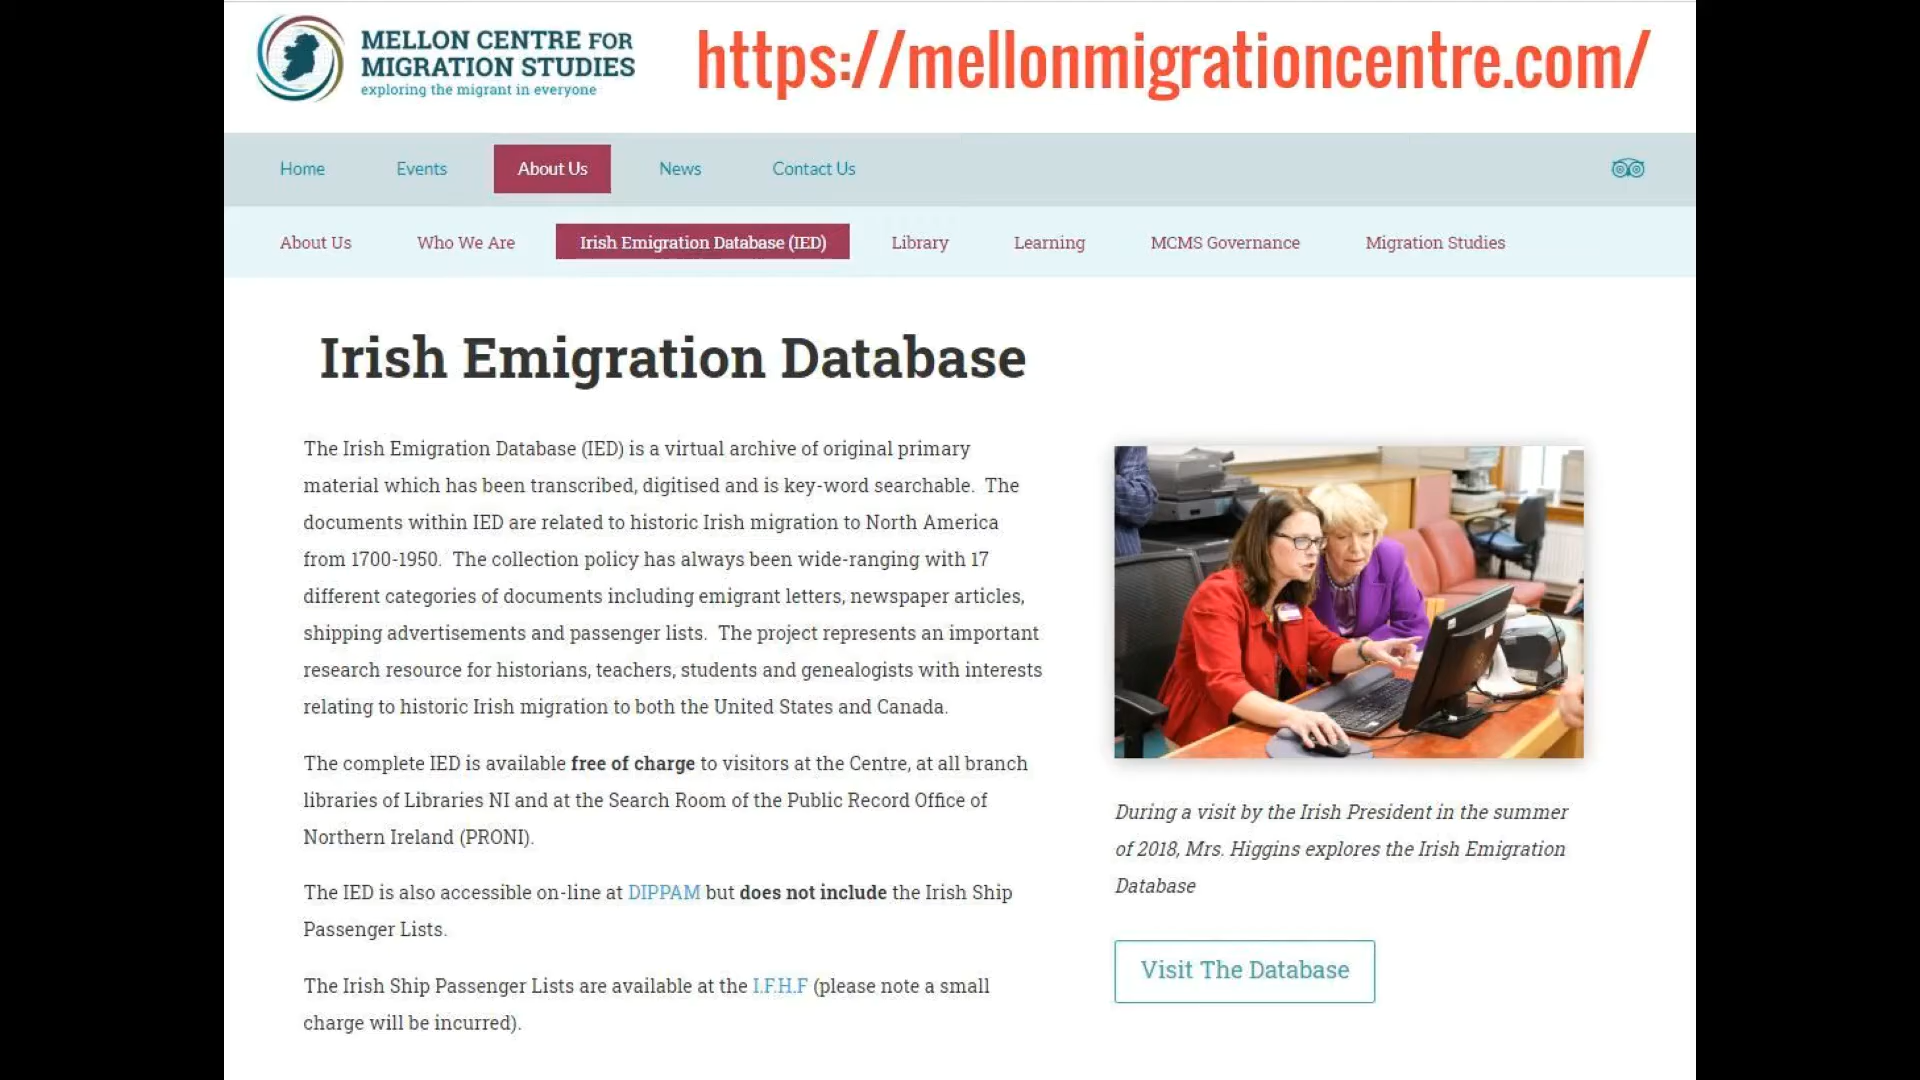 MELLON CENTRE FOR
MIGRATION STUDIES
exploring the migrant in everyone
https://mellonmigrationcentre.com/
Home Events About Us News Contact Us
About Us Who We Are Irish Emigration Database (IED) Library Learning MCMS Governance Migration Studies
Irish Emigration Database
The Irish Emigration Database (IED) is a virtual archive of original primary
material which has been transcribed, digitised and is key-word searchable. The
documents within IED are related to historic Irish migration to North America
from 1700-1950. The collection policy has always been wide-ranging with 17
different categories of documents including emigrant letters, newspaper articles,
shipping advertisements and passenger lists. The project represents an important
research resource for historians, teachers, students and genealogists with interests
relating to historic Irish migration to both the United States and Canada.
The complete IED is available free of charge to visitors at the Centre, at all branch
libraries of Libraries NI and at the Search Room of the Public Record Office of
Northern Ireland (PRONI).
The IED is also accessible on-line at DIPPAM but does not include the Irish Ship
Passenger Lists.
The Irish Ship Passenger Lists are available at the I.F.H.F (please note a small
charge will be incurred).
During a visit by the Irish President in the summer
of 2018, Mrs. Higgins explores the Irish Emigration
Database
Visit The Database